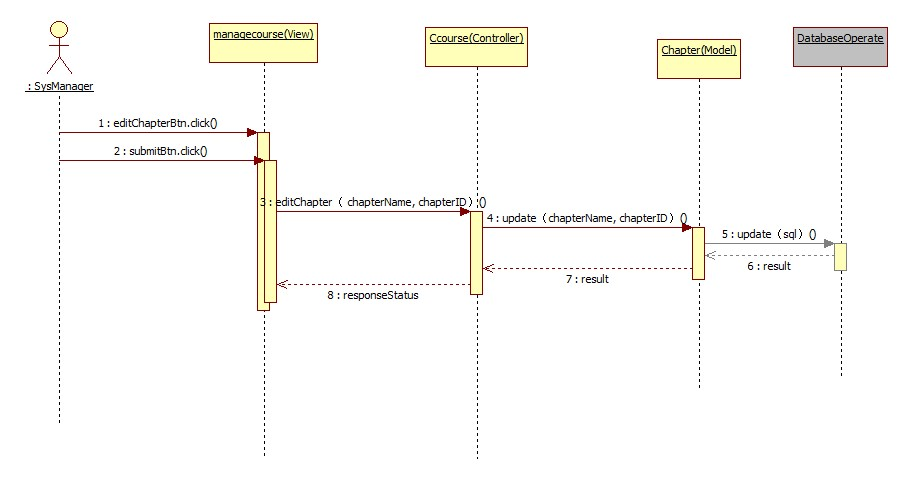 managecourse(View)
Ccourse(Controller)
Chapter(Model)
DatabaseOperate
: SysManager
1 : editChapterBtn.click()
2 : submitBtn.click()
3 : editChapter（ chapterName, chapterID）()
4 : update（chapterName, chapterID）()
5 : update（sql）()
6 : result
7 : result
8 : responseStatus